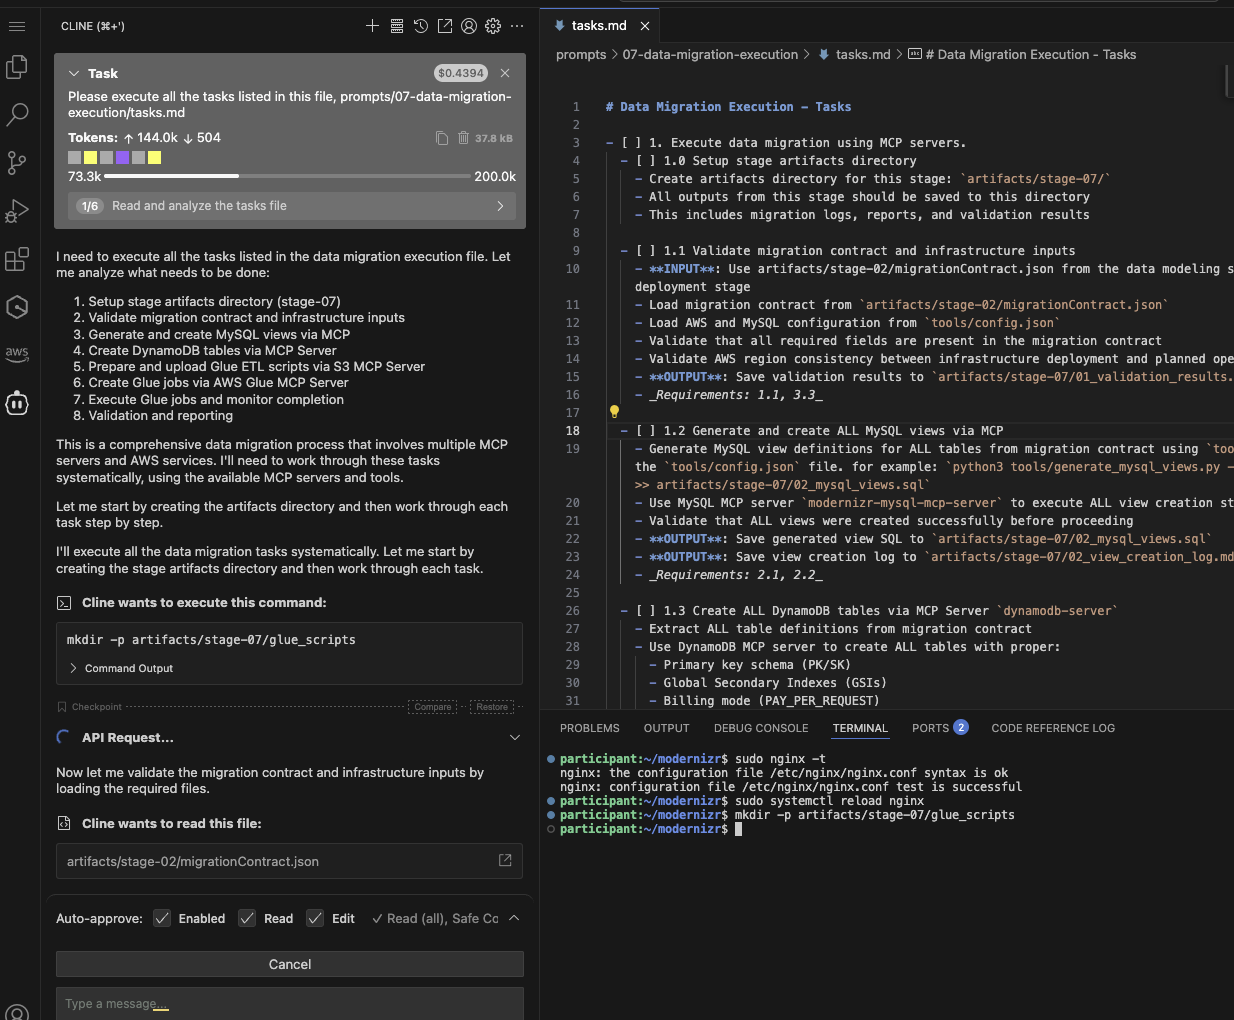 CLINE (⌘+')
Task
$0.4394
Please execute all the tasks listed in this file, prompts/07-data-migration-
execution/tasks.md
Tokens: ↑ 144.0k ↓ 504
37.8 kB
73.3k
200.0k
1/6 Read and analyze the tasks file
I need to execute all the tasks listed in the data migration execution file. Let
me analyze what needs to be done:
1. Setup stage artifacts directory (stage-07)
2. Validate migration contract and infrastructure inputs
3. Generate and create MySQL views via MCP
4. Create DynamoDB tables via MCP Server
5. Prepare and upload Glue ETL scripts via S3 MCP Server
6. Create Glue jobs via AWS Glue MCP Server
7. Execute Glue jobs and monitor completion
8. Validation and reporting
This is a comprehensive data migration process that involves multiple MCP
servers and AWS services. I'll need to work through these tasks
systematically, using the available MCP servers and tools.
Let me start by creating the artifacts directory and then work through each
task step by step.
I'll execute all the data migration tasks systematically. Let me start by
creating the stage artifacts directory and then work through each task.
Cline wants to execute this command:
mkdir -p artifacts/stage-07/glue_scripts
Command Output
Checkpoint
Compare
Restore
API Request...
Now let me validate the migration contract and infrastructure inputs by
loading the required files.
Cline wants to read this file:
artifacts/stage-02/migrationContract.json
Auto-approve: Enabled Read Edit ✓ Read (all), Safe Co
Cancel
Type a message...
aws
tasks.md
prompts > 07-data-migration-execution > tasks.md > abc # Data Migration Execution - Tasks
1 # Data Migration Execution - Tasks
2
3 - [ ] 1. Execute data migration using MCP servers.
4 - [ ] 1.0 Setup stage artifacts directory
5 - Create artifacts directory for this stage: `artifacts/stage-07/`
6 - All outputs from this stage should be saved to this directory
7 - This includes migration logs, reports, and validation results
8
9 - [ ] 1.1 Validate migration contract and infrastructure inputs
10 - **INPUT**: Use artifacts/stage-02/migrationContract.json from the data modeling s
deployment stage
11 - Load migration contract from `artifacts/stage-02/migrationContract.json`
12 - Load AWS and MySQL configuration from `tools/config.json`
13 - Validate that all required fields are present in the migration contract
14 - Validate AWS region consistency between infrastructure deployment and planned ope
15 - **OUTPUT**: Save validation results to `artifacts/stage-07/01_validation_results.
16 - _Requirements: 1.1, 3.3_
17
18 - [ ] 1.2 Generate and create ALL MySQL views via MCP
19 - Generate MySQL view definitions for ALL tables from migration contract using `too
the `tools/config.json` file. for example: `python3 tools/generate_mysql_views.py -
>> artifacts/stage-07/02_mysql_views.sql`
20 - Use MySQL MCP server `modernizr-mysql-mcp-server` to execute ALL view creation st
21 - Validate that ALL views were created successfully before proceeding
22 - **OUTPUT**: Save generated view SQL to `artifacts/stage-07/02_mysql_views.sql`
23 - **OUTPUT**: Save view creation log to `artifacts/stage-07/02_view_creation_log.md
24 - _Requirements: 2.1, 2.2_
25
26 - [ ] 1.3 Create ALL DynamoDB tables via MCP Server `dynamodb-server`
27 - Extract ALL table definitions from migration contract
28 - Use DynamoDB MCP server to create ALL tables with proper:
29 - Primary key schema (PK/SK)
30 - Global Secondary Indexes (GSIs)
31 - Billing mode (PAY_PER_REQUEST)
PROBLEMS OUTPUT DEBUG CONSOLE TERMINAL PORTS 2 CODE REFERENCE LOG
participant:~/modernizr$ sudo nginx -t
nginx: the configuration file /etc/nginx/nginx.conf syntax is ok
nginx: configuration file /etc/nginx/nginx.conf test is successful
participant:~/modernizr$ sudo systemctl reload nginx
participant:~/modernizr$ mkdir -p artifacts/stage-07/glue_scripts
participant:~/modernizr$